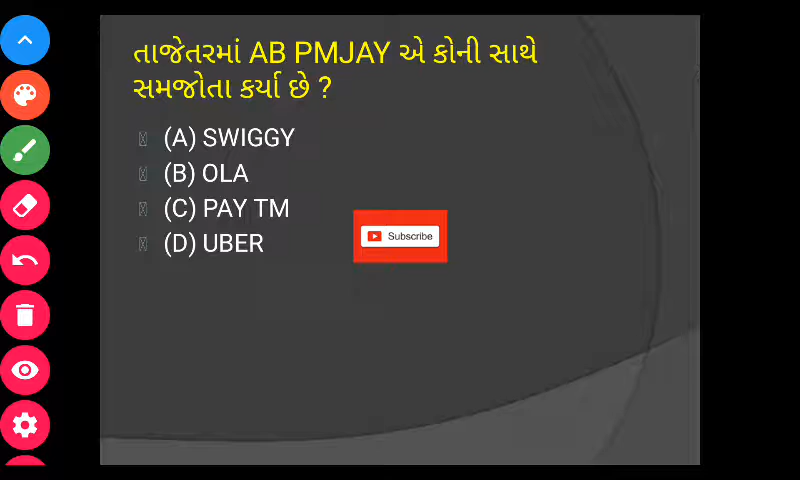 તાજેતરમાં AB PMJAY એ કોની સાથે
સમજોતા કર્યા છે ?
(A) SWIGGY
(B) OLA
(C) PAY TM
(D) UBER
Subscribe